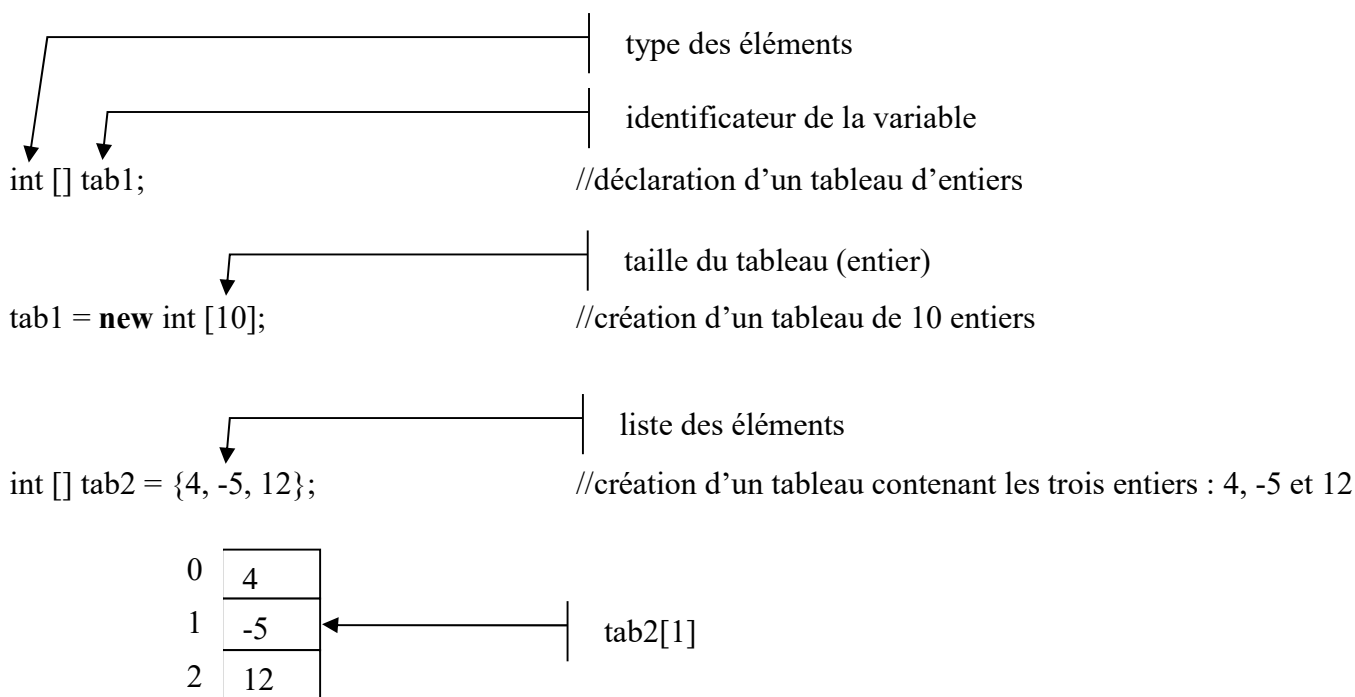 type des éléments
identificateur de la variable
int [] tab1; //déclaration d’un tableau d’entiers
taille du tableau (entier)
tab1 = new int [10]; //création d’un tableau de 10 entiers
liste des éléments
int [] tab2 = {4, -5, 12}; //création d’un tableau contenant les trois entiers : 4, -5 et 12
0 4
1 -5 tab2[1]
2 12